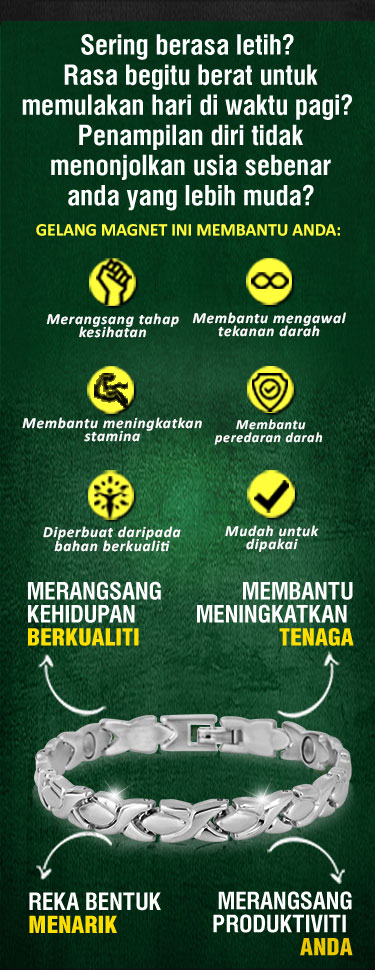 Sering berasa letih?
Rasa begitu berat untuk
memulakan hari di waktu pagi?
Penampilan diri tidak
menonjolkan usia sebenar
anda yang lebih muda?
GELANG MAGNET INI MEMBANTU ANDA:
Merangsang tahap
kesihatan
Membantu mengawal
tekanan darah
Membantu meningkatkan
stamina
Membantu
peredaran darah
Diperbuat daripada
bahan berkualiti
Mudah untuk
dipakai
MERANGSANG
KEHIDUPAN
BERKUALITI
MEMBANTU
MENINGKATKAN
TENAGA
REKA BENTUK
MENARIK
MERANGSANG
PRODUKTIVITI
ANDA